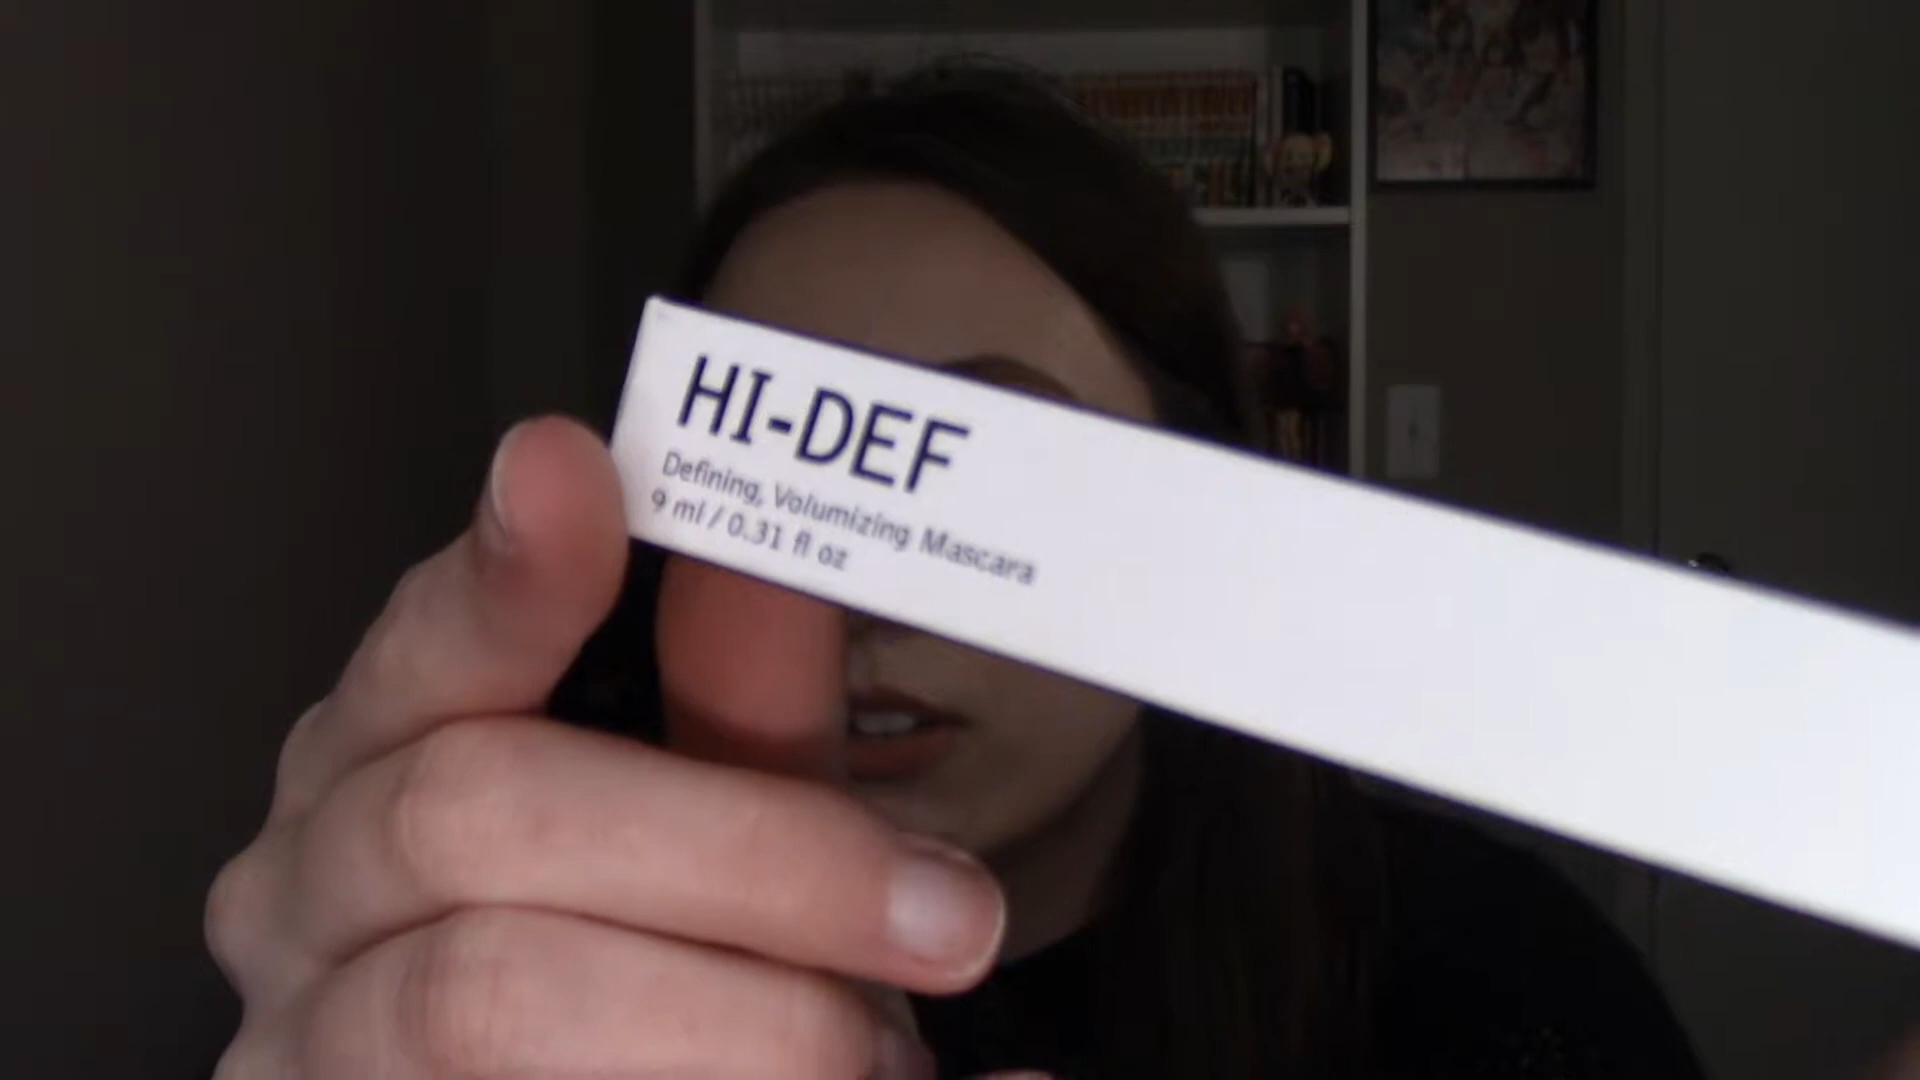 HI-DEF
Defining, Volumizing Mascara
9 ml / 0.31 fl oz